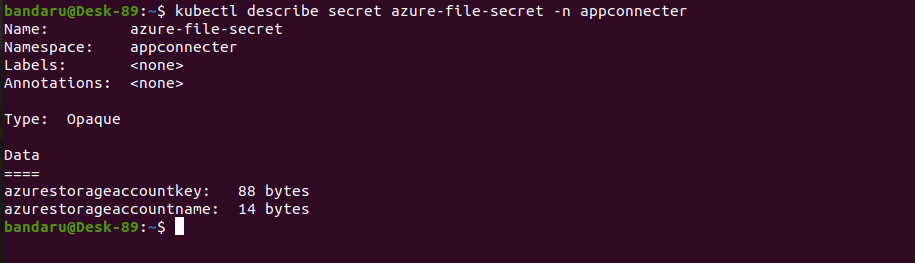 bandaru@Desk-89:~$ kubectl describe secret azure-file-secret -n appconnecter
Name:         azure-file-secret
Namespace:    appconnecter
Labels:       <none>
Annotations:  <none>

Type:  Opaque

Data
====
azurestorageaccountkey:   88 bytes
azurestorageaccountname:  14 bytes
bandaru@Desk-89:~$